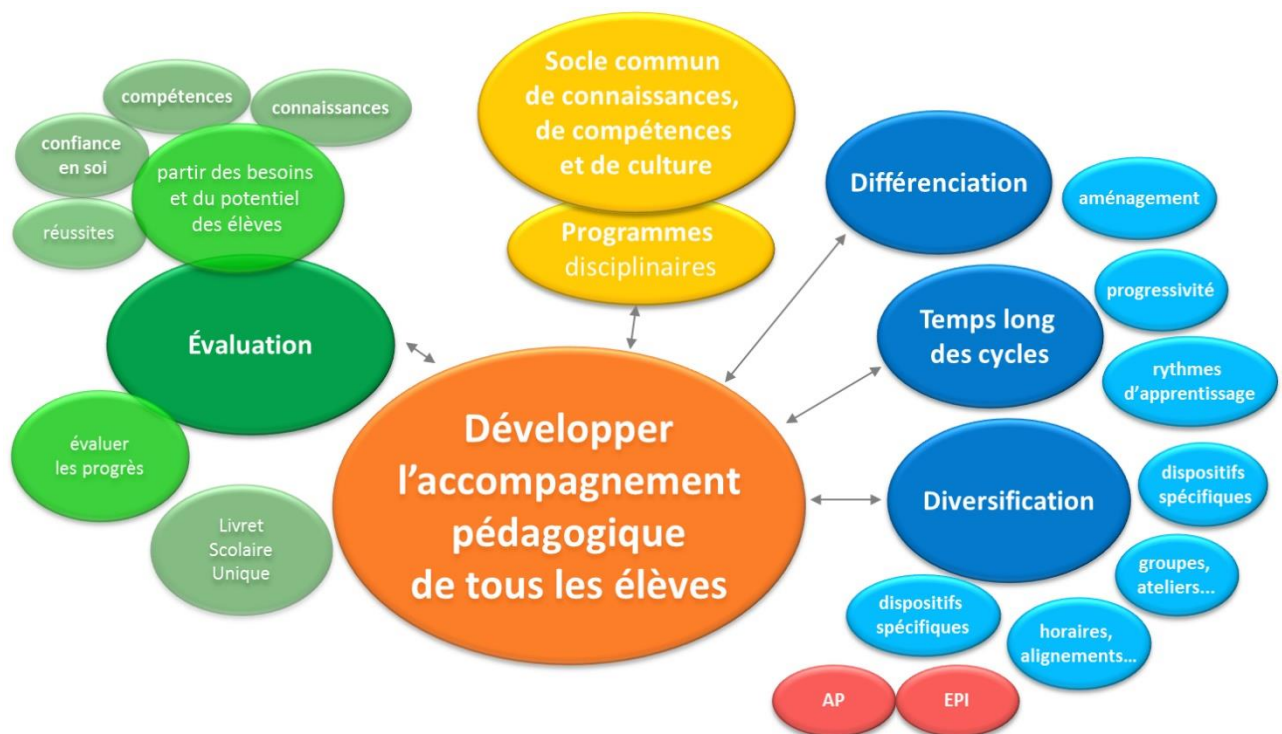 Socle commun
de connaissances,
de compétences
et de culture
Programmes
disciplinaires
compétences
connaissances
confiance
en soi
partir des besoins
et du potentiel
des élèves
réussites
Évaluation
évaluer
les progrès
Livret
Scolaire
Unique
Développer
l’accompagnement
pédagogique
de tous les élèves
Différenciation
aménagement
Temps long
des cycles
progressivité
rythmes
d’apprentissage
Diversification
dispositifs
spécifiques
groupes,
ateliers...
horaires,
alignements…
dispositifs
spécifiques
AP
EPI